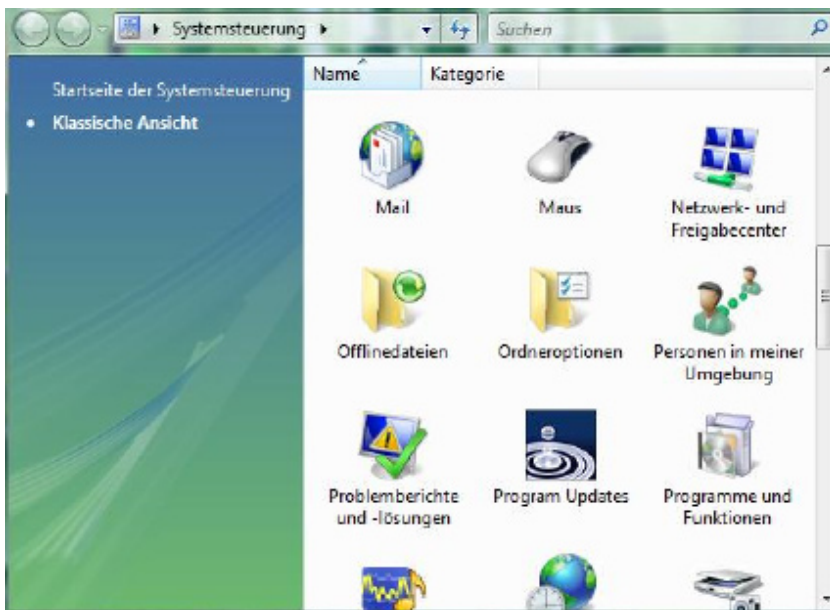 Systemsteuerung
Suchen
Startseite der Systemsteuerung
Klassische Ansicht
Name
Kategorie
Mail
Maus
Netzwerk- und
Freigabecenter
Offlinedateien
Ordneroptionen
Personen in meiner
Umgebung
Problemberichte
und -lösungen
Program Updates
Programme und
Funktionen